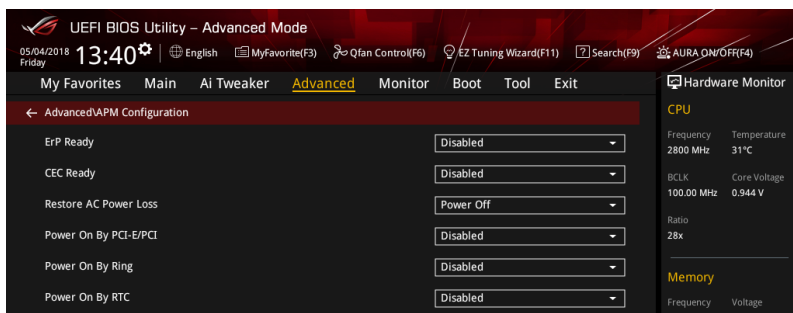 UEFI BIOS Utility – Advanced Mode
05/04/2018 Friday 13:40 English MyFavorite(F3) Qfan Control(F6) EZ Tuning Wizard(F11) ? Search(F9) AURA ON/OFF(F4)
My Favorites Main Ai Tweaker Advanced Monitor Boot Tool Exit
Hardware Monitor
← Advanced\APM Configuration
ErP Ready Disabled
CEC Ready Disabled
Restore AC Power Loss Power Off
Power On By PCI-E/PCI Disabled
Power On By Ring Disabled
Power On By RTC Disabled
CPU
Frequency Temperature
2800 MHz 31°C
BCLK Core Voltage
100.00 MHz 0.944 V
Ratio
28x
Memory
Frequency Voltage